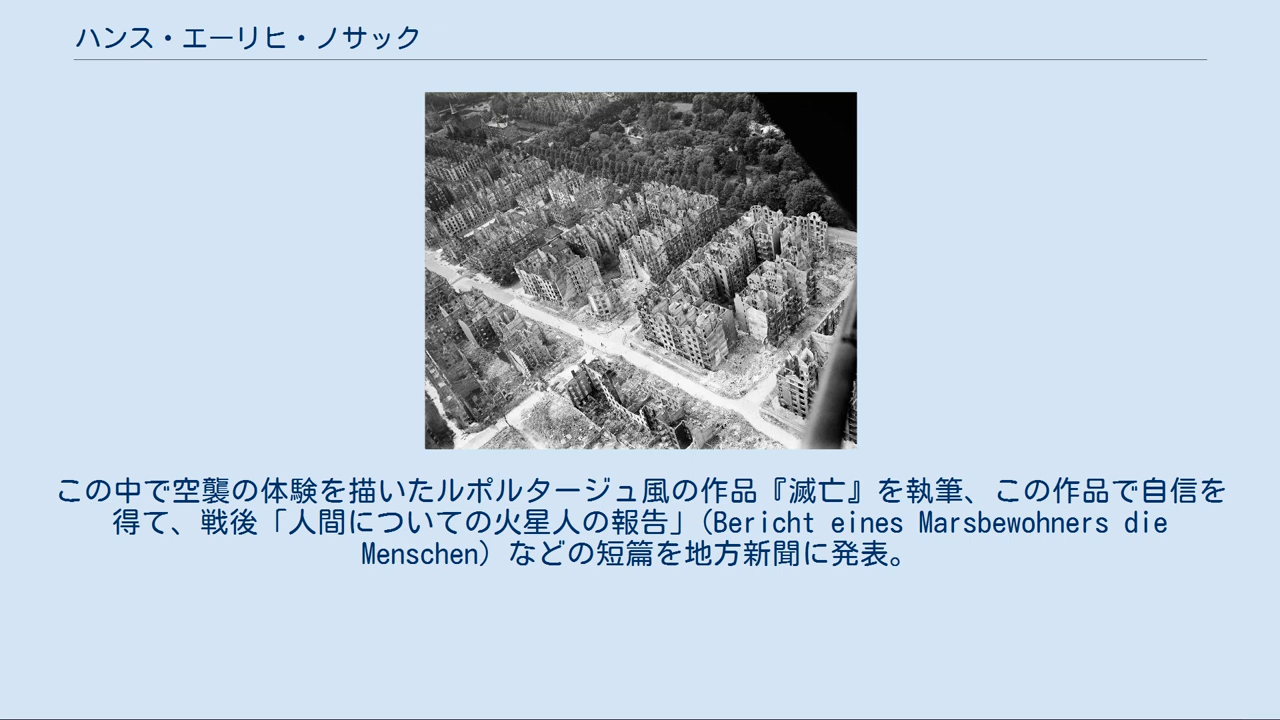 ハンス・エーリヒ・ノサック
この中で空襲の体験を描いたルポルタージュ風の作品『滅亡』を執筆、この作品で自信を
得て、戦後「人間についての火星人の報告」(Bericht eines Marsbewohners die
Menschen) などの短篇を地方新聞に発表。